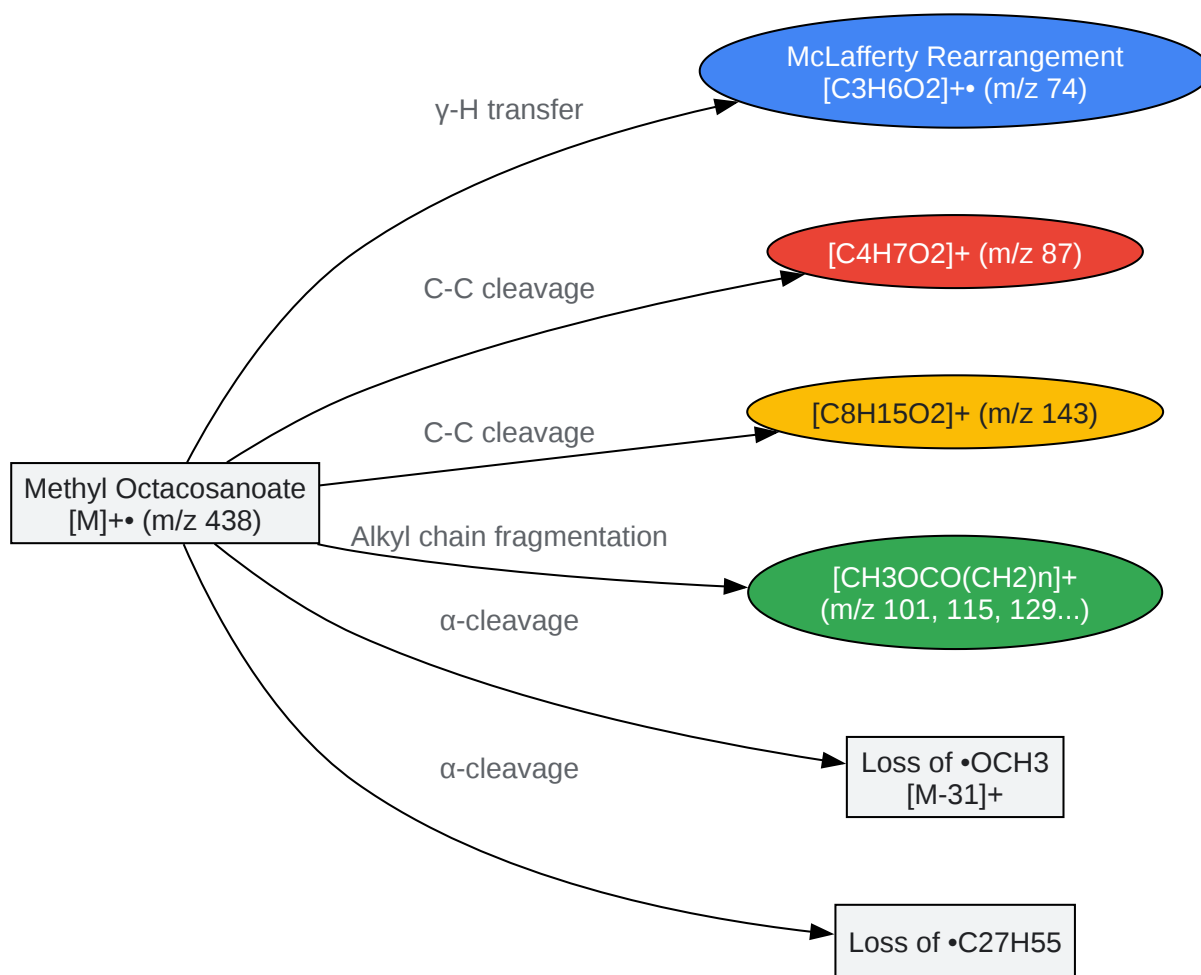 McLafferty Rearrangement
[C3H6O2]+• (m/z 74)
γ-H transfer
[C4H7O2]+ (m/z 87)
C-C cleavage
[C8H15O2]+ (m/z 143)
C-C cleavage
Methyl Octacosanoate
[M]+• (m/z 438)
Alkyl chain fragmentation
[CH3OCO(CH2)n]+
(m/z 101, 115, 129...)
α-cleavage
Loss of •OCH3
[M-31]+
α-cleavage
Loss of •C27H55